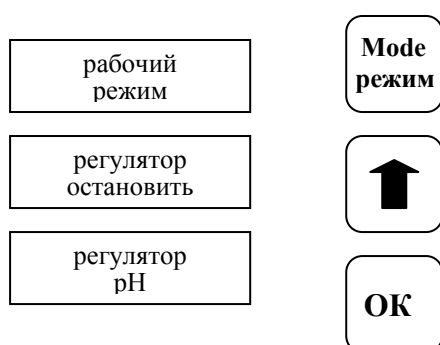 рабочий
режим
Mode
режим
регулятор
остановить
регулятор
pH
OK